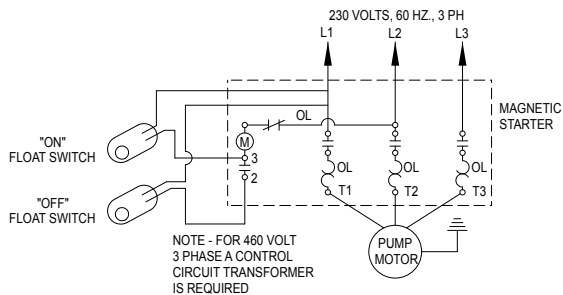 230 VOLTS, 60 HZ., 3 PH
L1 L2 L3
OL
MAGNETIC
STARTER
"ON"
FLOAT SWITCH
M
3
2
OL OL OL
T1 T2 T3
"OFF"
FLOAT SWITCH
NOTE - FOR 460 VOLT
3 PHASE A CONTROL
CIRCUIT TRANSFORMER
IS REQUIRED
PUMP
MOTOR